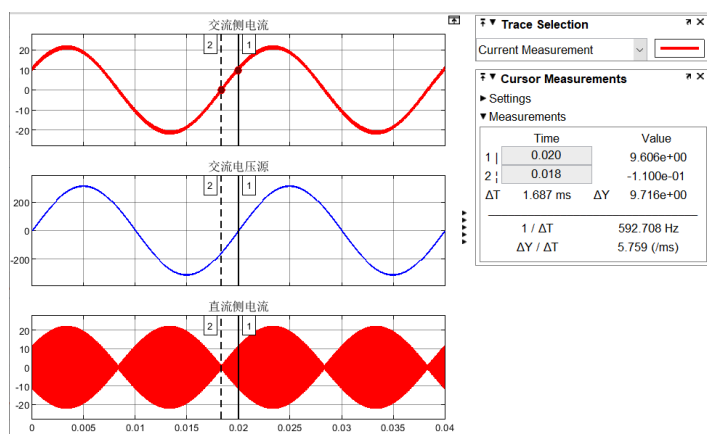 交流侧电流
2 1
20
10
0
-10
-20
交流电压源
2 1
200
0
-200
直流侧电流
2 1
20
10
0
-10
-20
0 0.005 0.01 0.015 0.02 0.025 0.03 0.035 0.04
Trace Selection
Current Measurement
Cursor Measurements
Settings
Measurements
Time Value
1 | 0.020 9.606e+00
2 ¦ 0.018 -1.100e-01
ΔT 1.687 ms ΔY 9.716e+00
1 / ΔT 592.708 Hz
ΔY / ΔT 5.759 (/ms)